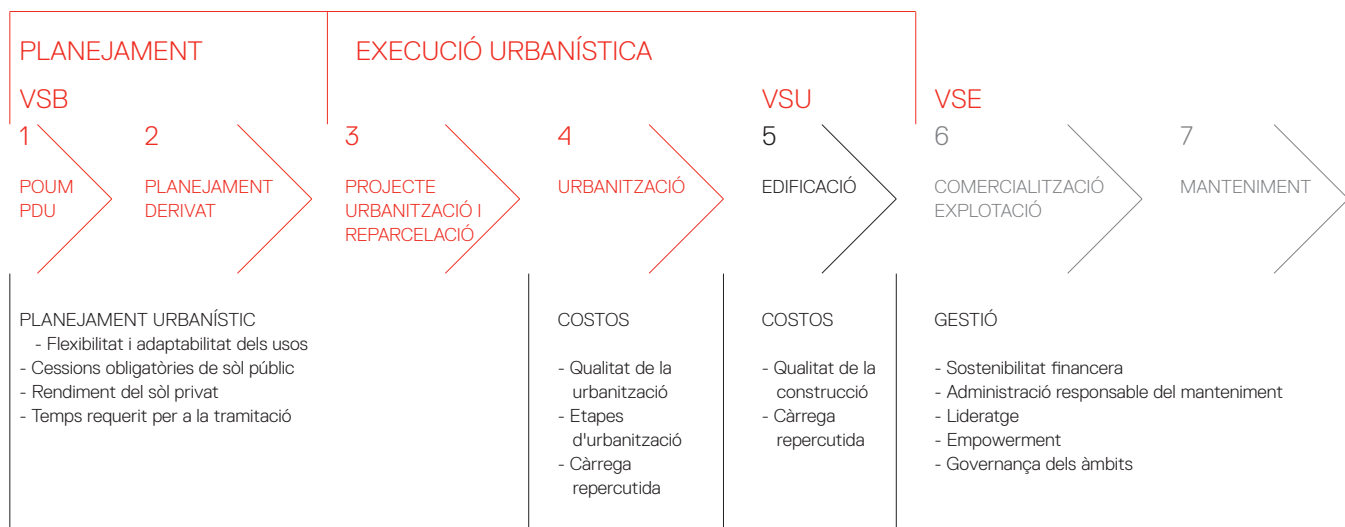 PLANEJAMENT
EXECUCIÓ URBANÍSTICA
VSB
VSU
VSE
1
2
3
4
5
6
7
POUM
PDU
PLANEJAMENT
DERIVAT
PROJECTE
URBANITZACIÓ I
REPARCELACIÓ
URBANITZACIÓ
EDIFICACIÓ
COMERCIALITZACIÓ
EXPLOTACIÓ
MANTENIMENT
PLANEJAMENT URBANÍSTIC
- Flexibilitat i adaptabilitat dels usos
- Cessions obligatòries de sòl públic
- Rendiment del sòl privat
- Temps requerit per a la tramitació
COSTOS
- Qualitat de la
urbanització
- Etapes
d'urbanització
- Càrrega
repercutida
COSTOS
- Qualitat de la
construcció
- Càrrega
repercutida
GESTIÓ
- Sostenibilitat financera
- Administració responsable del manteniment
- Lideratge
- Empowerment
- Governança dels àmbits